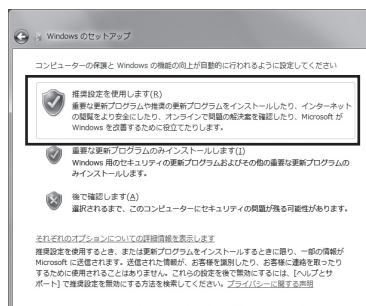 Windows のセットアップ
コンピューターの保護と Windows の機能の向上が自動的に行われるように設定してください
推奨設定を使用します(R)
重要な更新プログラムや推奨の更新プログラムをインストールしたり、インターネット
の閲覧をより安全にしたり、オンラインで問題の解決策を確認したり、Microsoft が
Windows を改善するために役立てたりします。
重要な更新プログラムのみインストールします(I)
Windows 用のセキュリティの更新プログラムおよびその他の重要な更新プログラムの
みインストールします。
後で確認します(A)
選択されるまで、このコンピューターにセキュリティの問題が残る可能性があります。
それぞれのオプションについての詳細情報を表示します
推奨設定を使用するとき、または更新プログラムをインストールするときに限り、一部の情報が
Microsoft に送信されます。送信された情報が、お客様を識別したり、お客様に連絡を取ったり
するために使用されることはありません。これらの設定を後で無効にするには、[ヘルプとサ
ポート] で推奨設定を無効にする方法を検索してください。プライバシーに関する声明